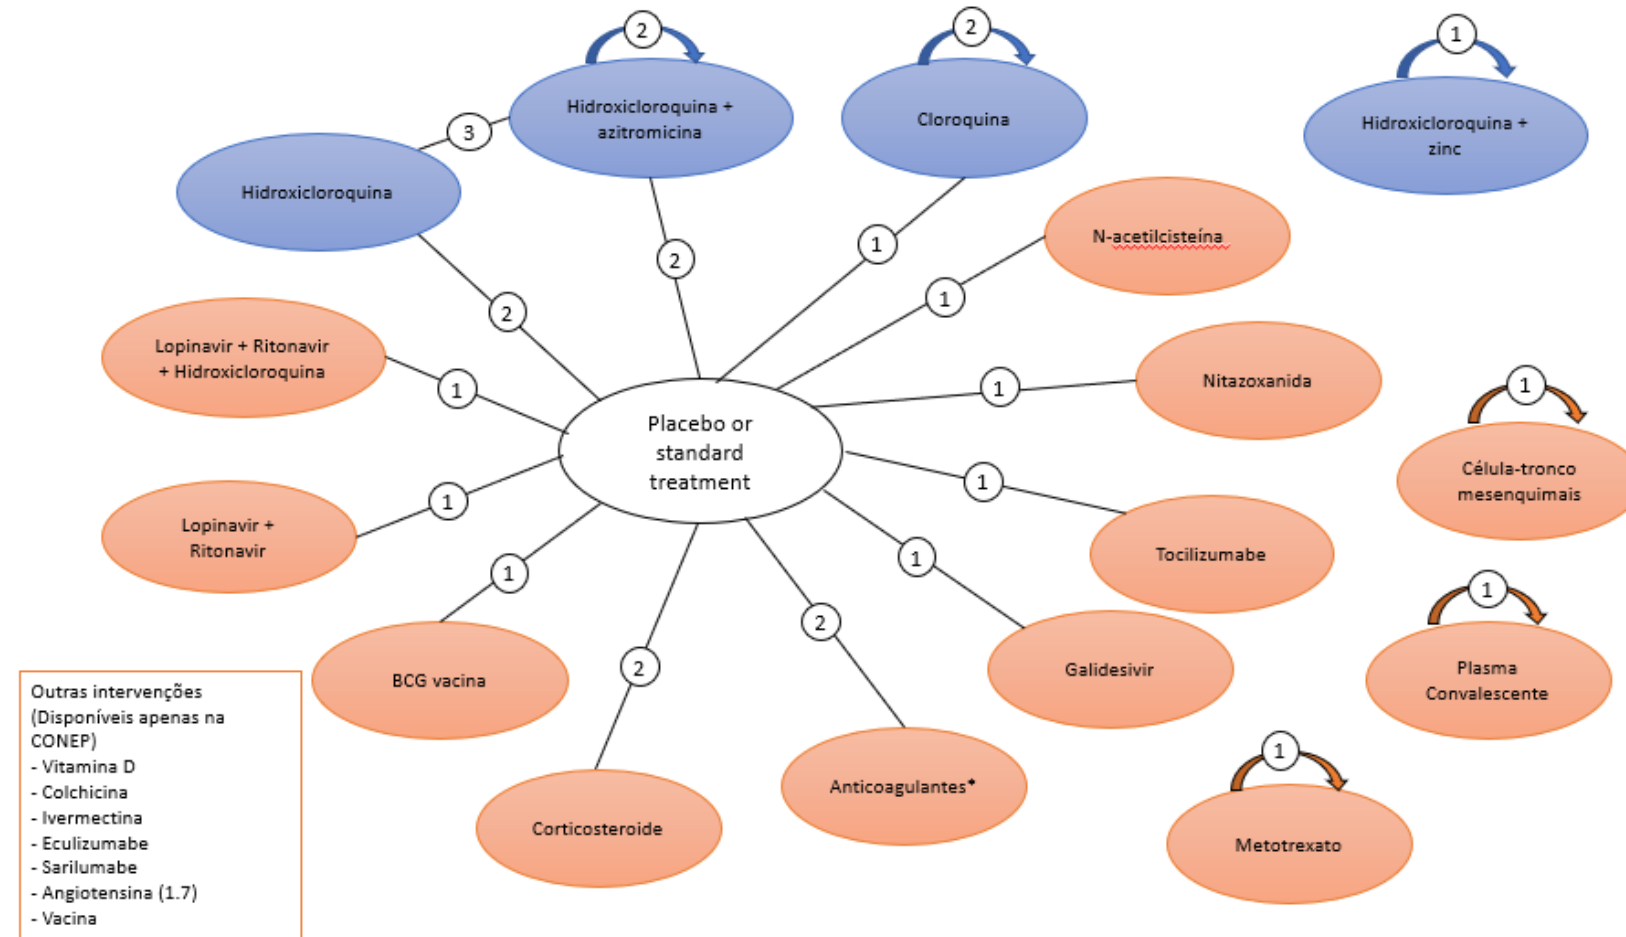 2
2
1
Hidroxicloroquina +
azitromicina
Cloroquina
Hidroxicloroquina +
zinc
3
Hidroxicloroquina
N-acetilcisteína
1
2
1
2
Lopinavir + Ritonavir
+ Hidroxicloroquina
1
1
Nitazoxanida
1
Placebo or
standard
treatment
Célula-tronco
mesenquimais
1
1
Lopinavir +
Ritonavir
Tocilizumabe
1
1
1
2
2
BCG vacina
Galidesivir
Plasma
Convalescente
1
Anticoagulantes*
Corticosteroide
Metotrexato
Outras intervenções
(Disponíveis apenas na
CONEP)
- Vitamina D
- Colchicina
- Ivermectina
- Eculizumabe
- Sarilumabe
- Angiotensina (1.7)
- Vacina